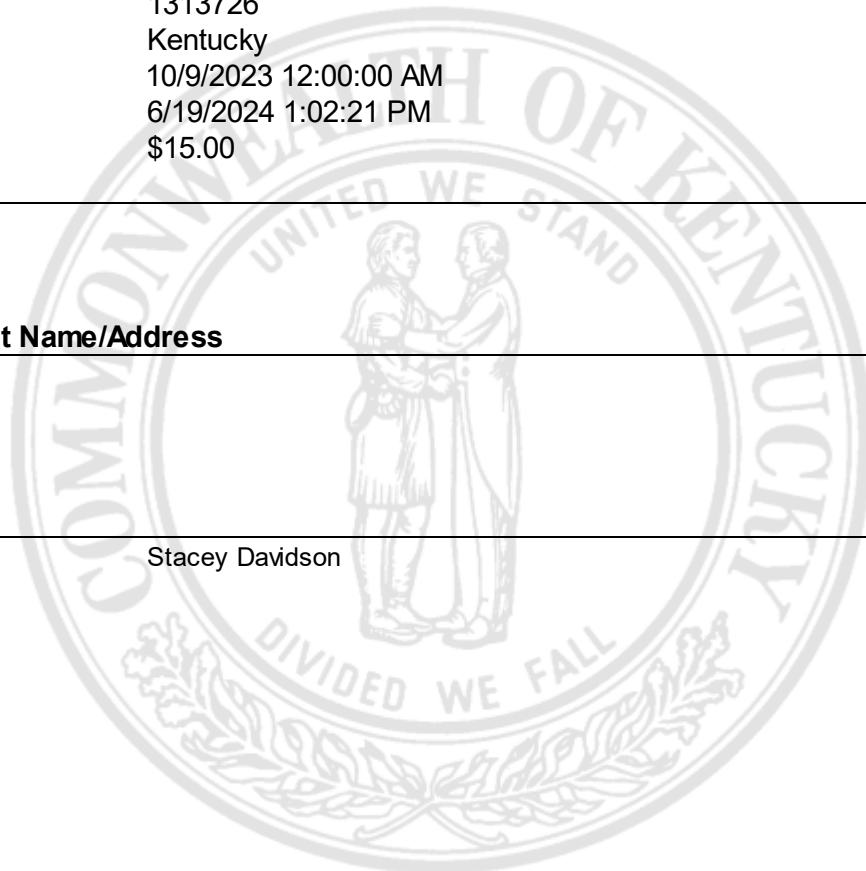 1313726
Kentucky
10/9/2023 12:00:00 AM
6/19/2024 1:02:21 PM
$15.00
COMMONWEALTH OF KENTUCKY
UNITED WE STAND
t Name/Address
Stacey Davidson
DIVIDED WE FALL